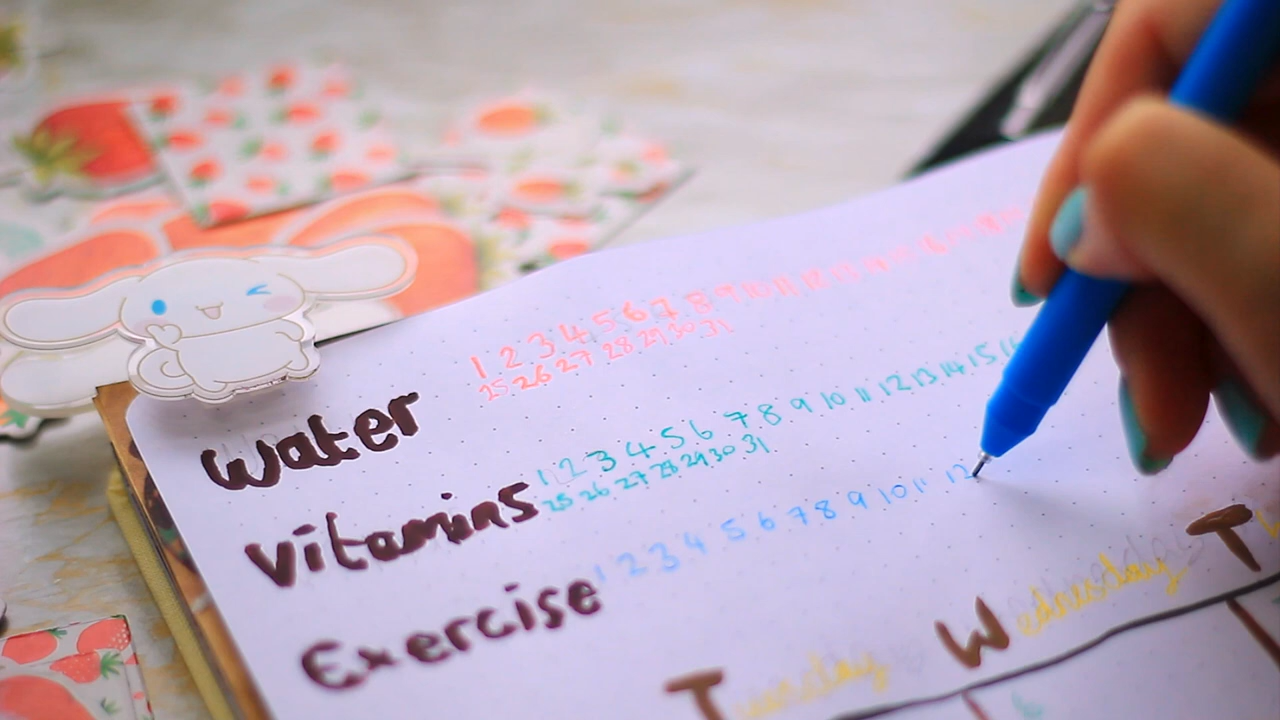 1 2 3 4 5 6 7 8 9 10 11 12 13 14 15 16
Water 25 26 27 28 29 30 31
1 2 3 4 5 6 7 8 9 10 11 12 13 14 15 16
Vitamins 25 26 27 28 29 30 31
Exercise 1 2 3 4 5 6 7 8 9 10 11 12
Tuesday Wednesday T